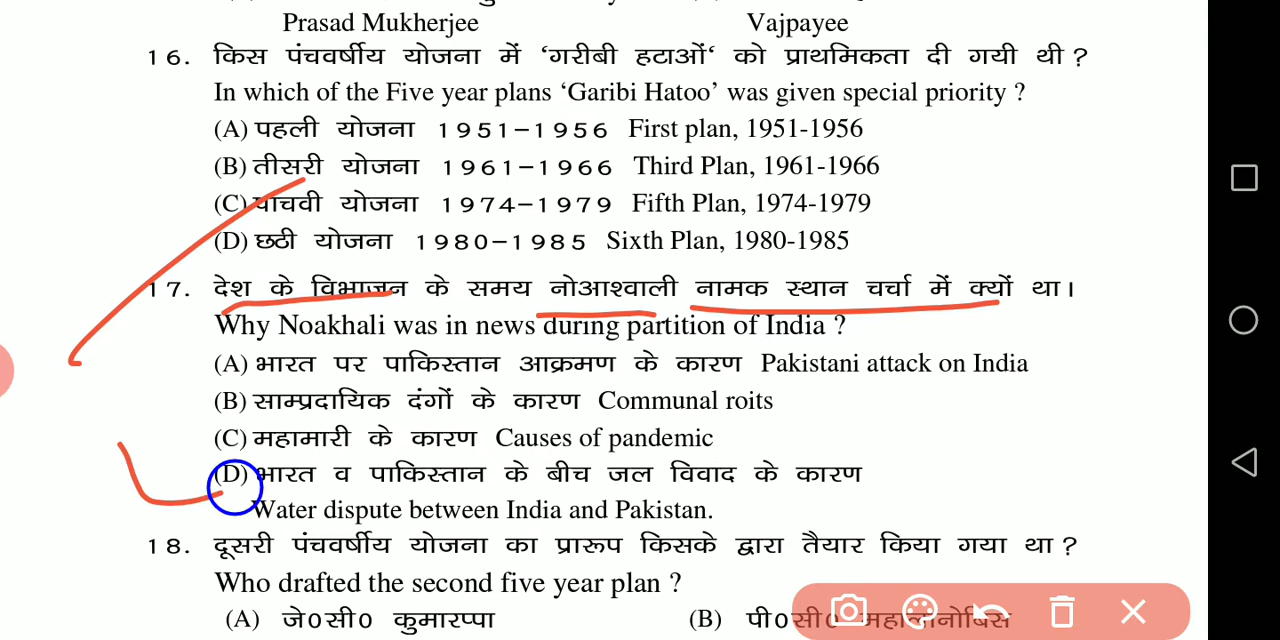 Prasad Mukherjee Vajpayee
16. किस पंचवर्षीय योजना में ‘गरीबी हटाओं‘ को प्राथमिकता दी गयी थी ?
In which of the Five year plans ‘Garibi Hatoo’ was given special priority ?
(A) पहली योजना 1951–1956 First plan, 1951-1956
(B) तीसरी योजना 1961–1966 Third Plan, 1961-1966
(C) पांचवी योजना 1974–1979 Fifth Plan, 1974-1979
(D) छठी योजना 1980–1985 Sixth Plan, 1980-1985
17. देश के विभाजन के समय नोआश्वाली नामक स्थान चर्चा में क्यों था।
Why Noakhali was in news during partition of India ?
(A) भारत पर पाकिस्तान आक्रमण के कारण Pakistani attack on India
(B) साम्प्रदायिक दंगों के कारण Communal roits
(C) महामारी के कारण Causes of pandemic
(D) भारत व पाकिस्तान के बीच जल विवाद के कारण
Water dispute between India and Pakistan.
18. दूसरी पंचवर्षीय योजना का प्रारूप किसके द्वारा तैयार किया गया था ?
Who drafted the second five year plan ?
(A) जे0सी0 कुमारप्पा (B) पी0सी0 महालनोबिस